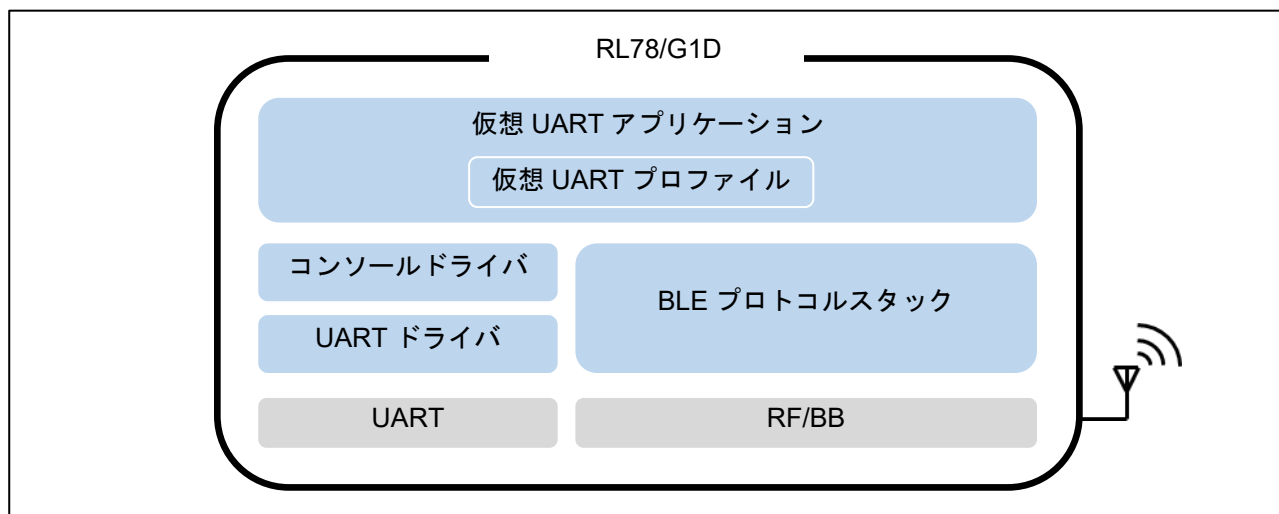 RL78/G1D
仮想 UART アプリケーション
仮想 UART プロファイル
コンソールドライバ
BLE プロトコルスタック
UART ドライバ
UART
RF/BB